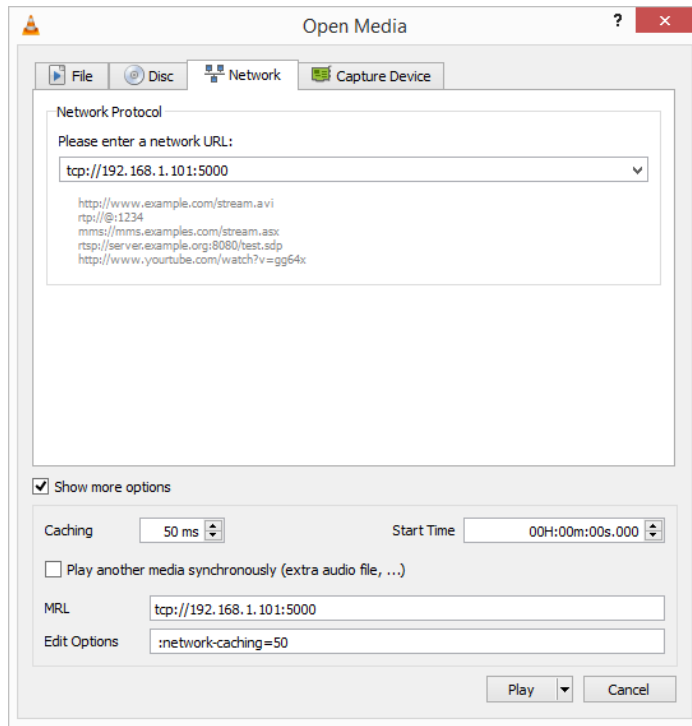 Open Media
?
File
Disc
Network
Capture Device
Network Protocol
Please enter a network URL:
tcp://192.168.1.101:5000
http://www.example.com/stream.avi
rtp://@:1234
mms://mms.examples.com/stream.asx
rtsp://server.example.org:8080/test.sdp
http://www.yourtube.com/watch?v=gg64x
Show more options
Caching
50 ms
Start Time
00H:00m:00s.000
Play another media synchronously (extra audio file, ...)
MRL
tcp://192.168.1.101:5000
Edit Options
:network-caching=50
Play
Cancel